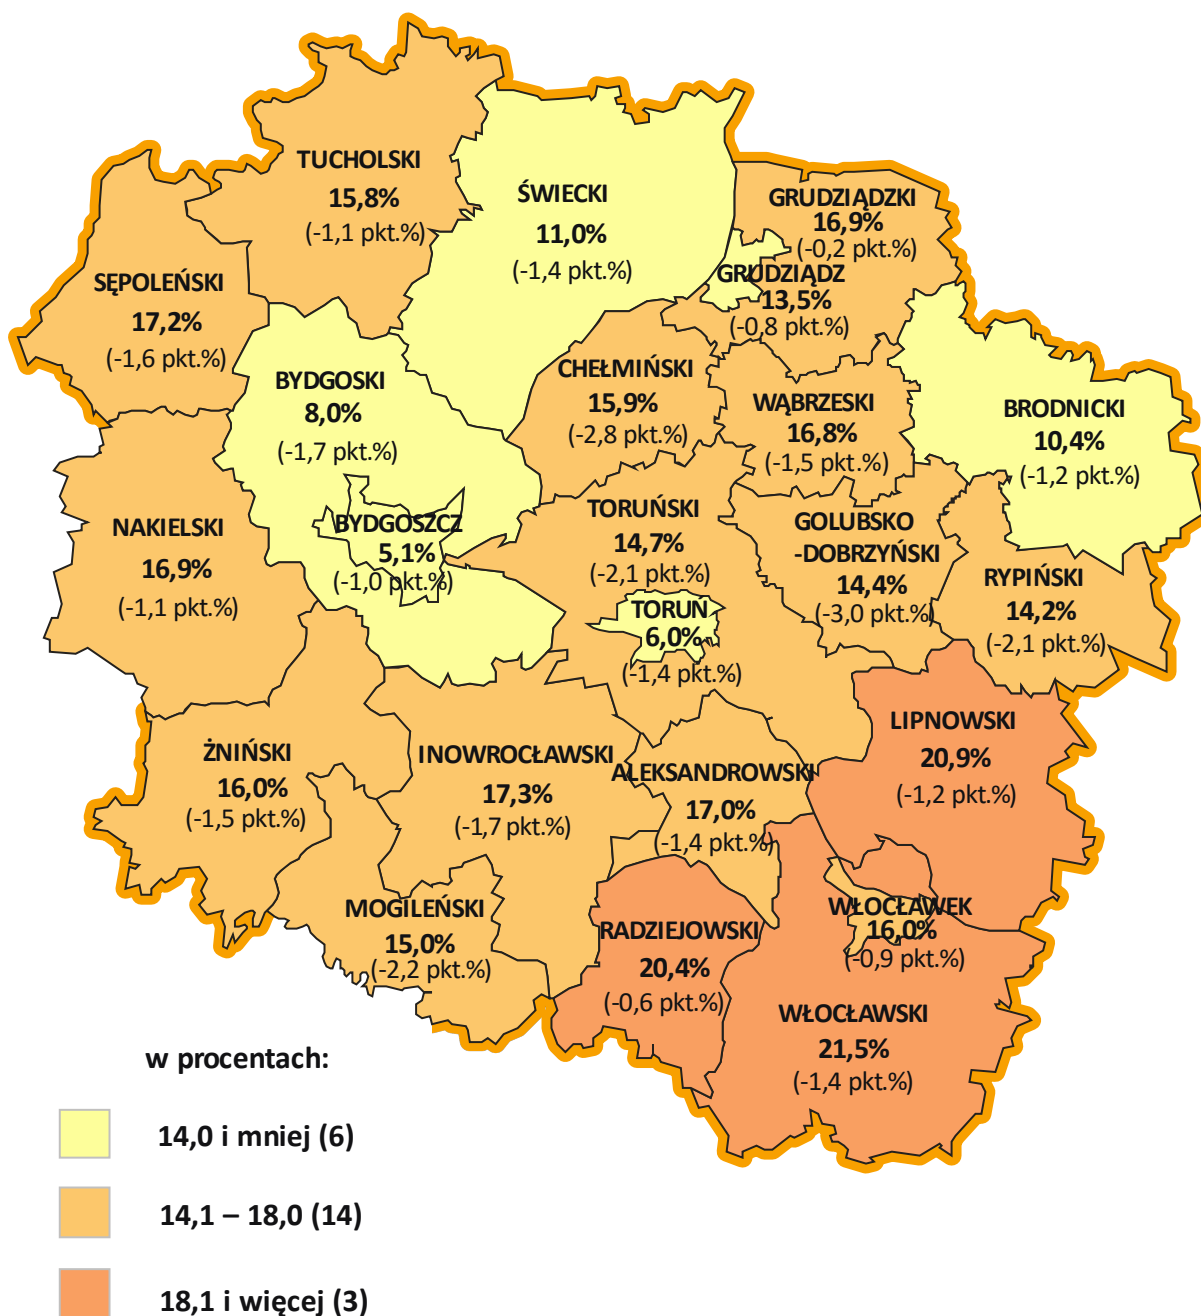 TUCHOLSKI
15,8%
(-1,1 pkt.%)
ŚWIECKI
11,0%
(-1,4 pkt.%)
GRUDZIĄDZKI
16,9%
(-0,2 pkt.%)
GRUDZIĄDZ
13,5%
(-0,8 pkt.%)
SĘPOLEŃSKI
17,2%
(-1,6 pkt.%)
BYDGOSKI
8,0%
(-1,7 pkt.%)
CHEŁMIŃSKI
15,9%
(-2,8 pkt.%)
WĄBRZESKI
16,8%
(-1,5 pkt.%)
BRODNICKI
10,4%
(-1,2 pkt.%)
NAKIELSKI
16,9%
(-1,1 pkt.%)
BYDGOSZCZ
5,1%
(-1,0 pkt.%)
TORUŃSKI
14,7%
(-2,1 pkt.%)
GOLUBSKO
-DOBRZYŃSKI
14,4%
(-3,0 pkt.%)
RYPIŃSKI
14,2%
(-2,1 pkt.%)
TORUŃ
6,0%
(-1,4 pkt.%)
ŻNIŃSKI
16,0%
(-1,5 pkt.%)
INOWROCŁAWSKI
17,3%
(-1,7 pkt.%)
ALEKSANDROWSKI
17,0%
(-1,4 pkt.%)
LIPNOWSKI
20,9%
(-1,2 pkt.%)
MOGILEŃSKI
15,0%
(-2,2 pkt.%)
RADZIEJOWSKI
20,4%
(-0,6 pkt.%)
WŁOCŁAWEK
16,0%
(-0,9 pkt.%)
WŁOCŁAWSKI
21,5%
(-1,4 pkt.%)
w procentach:
14,0 i mniej (6)
14,1 – 18,0 (14)
18,1 i więcej (3)